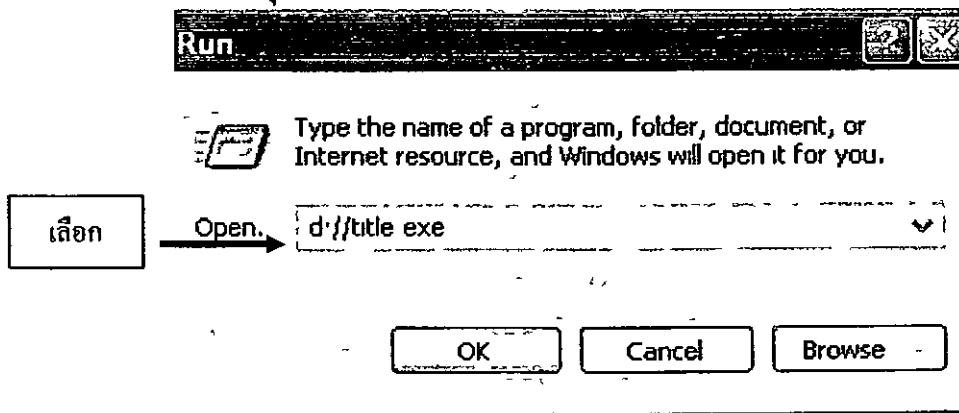 Run
Type the name of a program, folder, document, or
Internet resource, and Windows will open it for you.
เลือก
Open. d://title exe
OK Cancel Browse